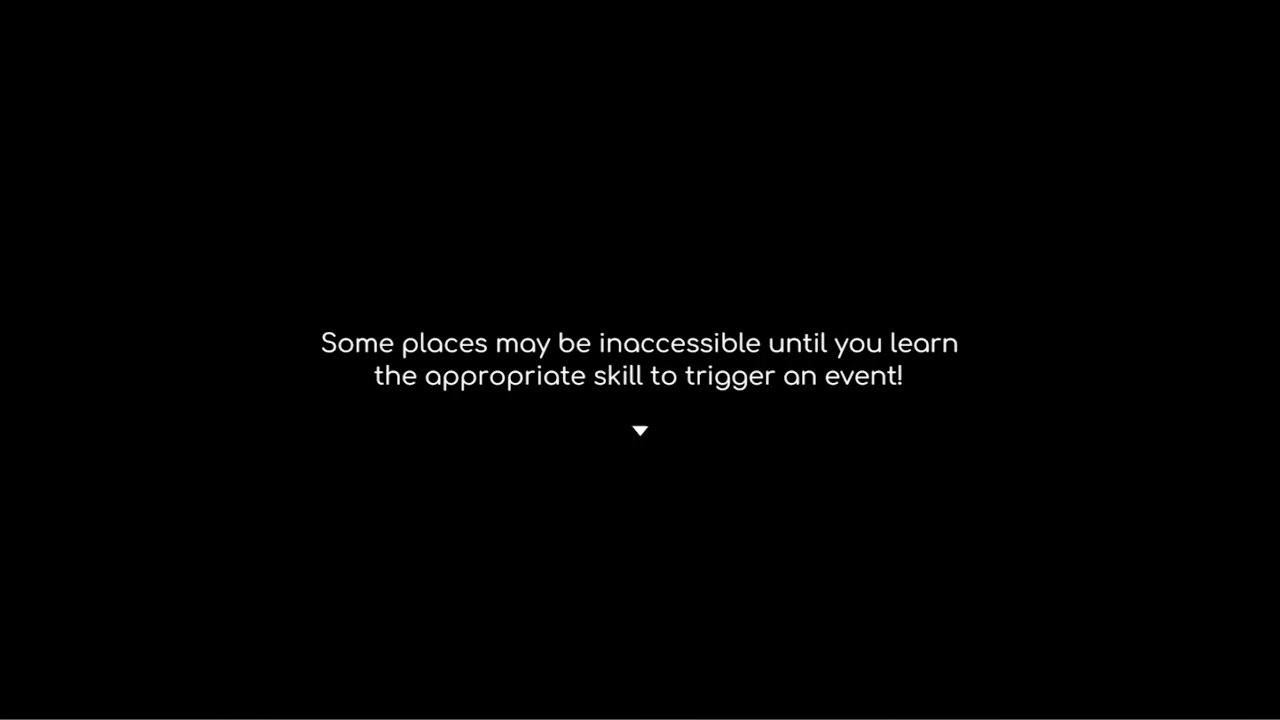 Some places may be inaccessible until you learn
the appropriate skill to trigger an event!